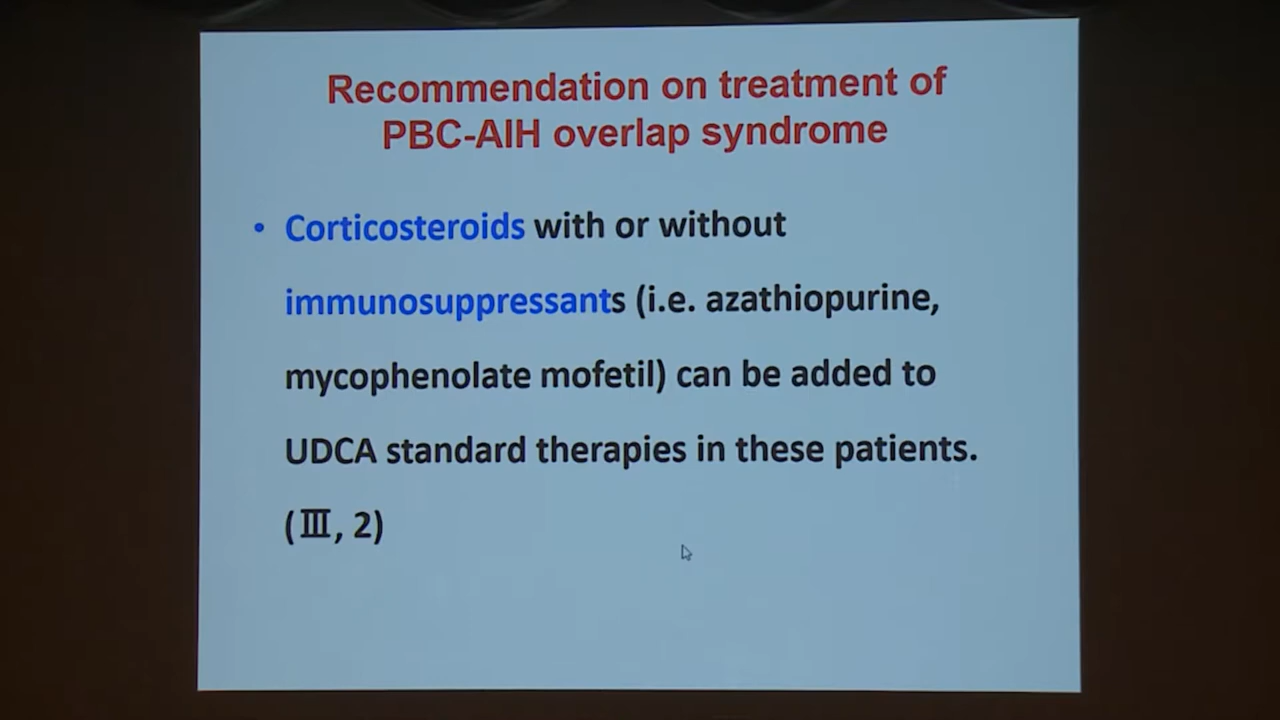 Recommendation on treatment of
PBC-AIH overlap syndrome
• Corticosteroids with or without
immunosuppressants (i.e. azathiopurine,
mycophenolate mofetil) can be added to
UDCA standard therapies in these patients.
(Ⅲ, 2)